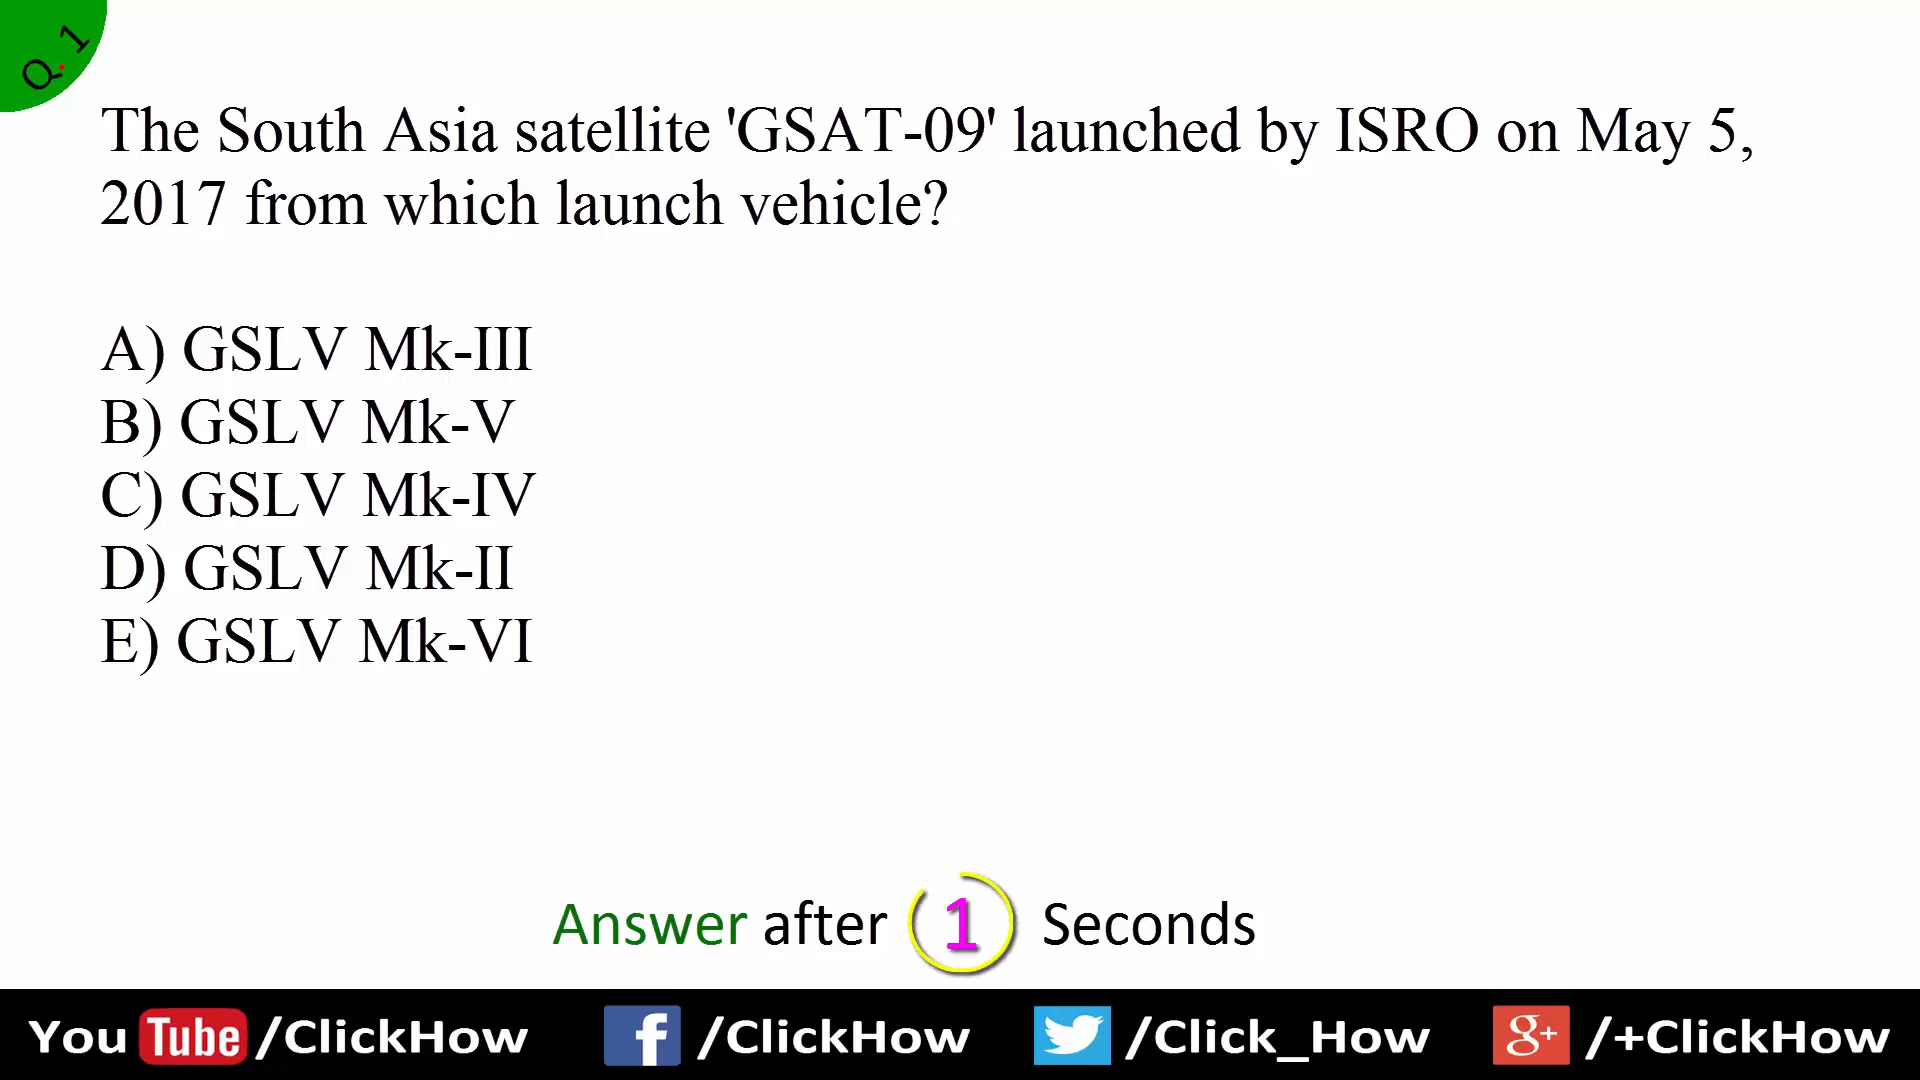 Q. 1
The South Asia satellite 'GSAT-09' launched by ISRO on May 5,
2017 from which launch vehicle?
A) GSLV Mk-III
B) GSLV Mk-V
C) GSLV Mk-IV
D) GSLV Mk-II
E) GSLV Mk-VI
Answer after 1 Seconds
You Tube /ClickHow f /ClickHow /Click_How g+ /+ClickHow